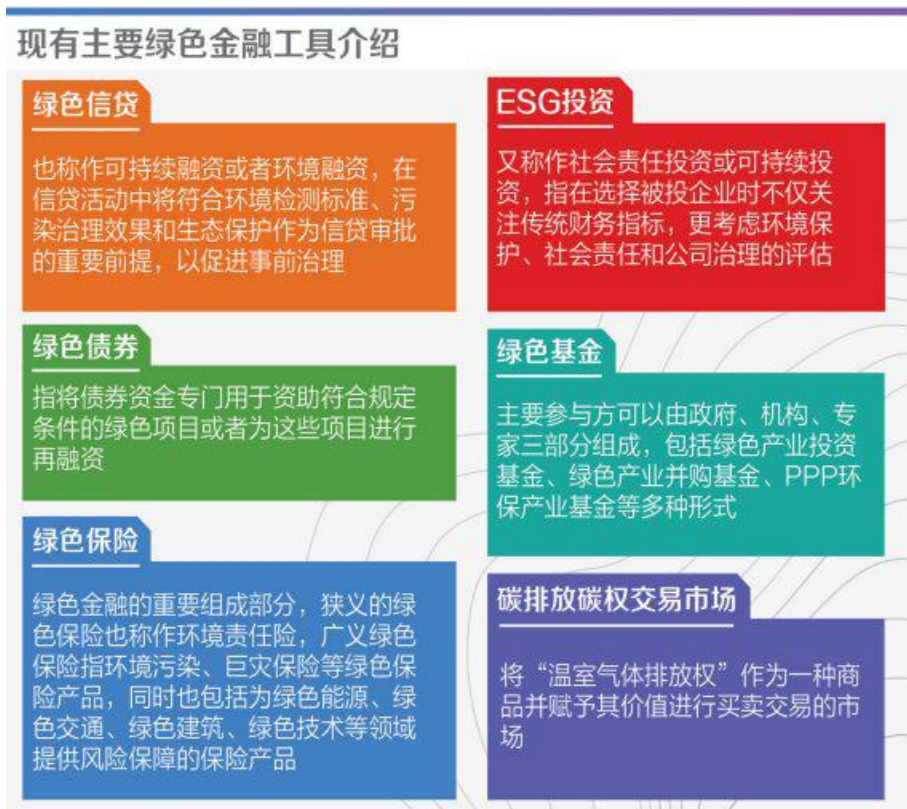 现有主要绿色金融工具介绍
绿色信贷
也称作可持续融资或者环境融资，在
信贷活动中将符合环境检测标准、污
染治理效果和生态保护作为信贷审批
的重要前提，以促进事前治理
ESG投资
又称作社会责任投资或可持续投
资，指在选择被投企业时不仅关
注传统财务指标，更考虑环境保
护、社会责任和公司治理的评估
绿色债券
指将债券资金专门用于资助符合规定
条件的绿色项目或者为这些项目进行
再融资
绿色基金
主要参与方可以由政府、机构、专
家三部分组成，包括绿色产业投资
基金、绿色产业并购基金、PPP环
保产业基金等多种形式
绿色保险
绿色金融的重要组成部分，狭义的绿
色保险也称作环境责任险，广义绿色
保险指环境污染、巨灾保险等绿色保
险产品，同时也包括为绿色能源、绿
色交通、绿色建筑、绿色技术等领域
提供风险保障的保险产品
碳排放碳权交易市场
将“温室气体排放权”作为一种商
品并赋予其价值进行买卖交易的市
场